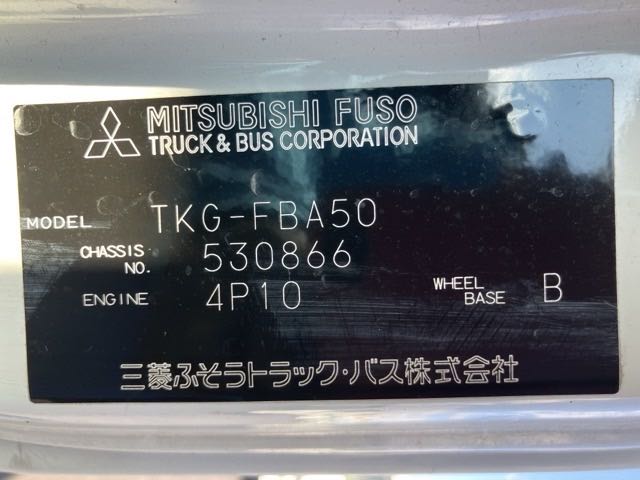 MITSUBISHI FUSO
TRUCK & BUS CORPORATION
MODEL TKG-FBA50
CHASSIS NO. 530866
ENGINE 4P10 WHEEL BASE B
三菱ふそうトラック・バス株式会社